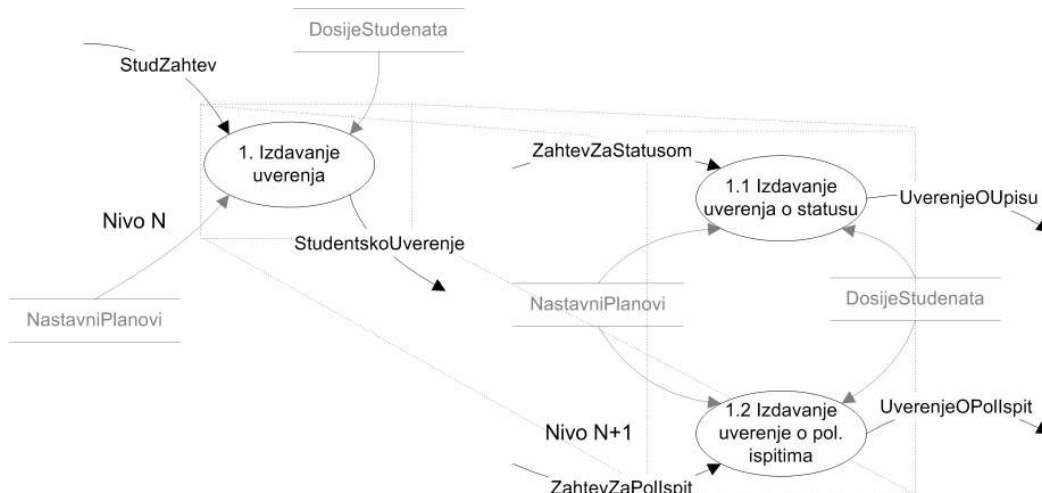 DosijeStudenata
StudZahtev
1. Izdavanje
uverenja
Nivo N
StudentskoUverenje
NastavniPlanovi
ZahtevZaStatusom
1.1 Izdavanje
uverenja o statusu
UverenjeOUpisu
NastavniPlanovi
DosijeStudenata
1.2 Izdavanje
uverenje o pol.
ispitima
UverenjeOPolIspit
Nivo N+1
ZahtevZaPolIspit